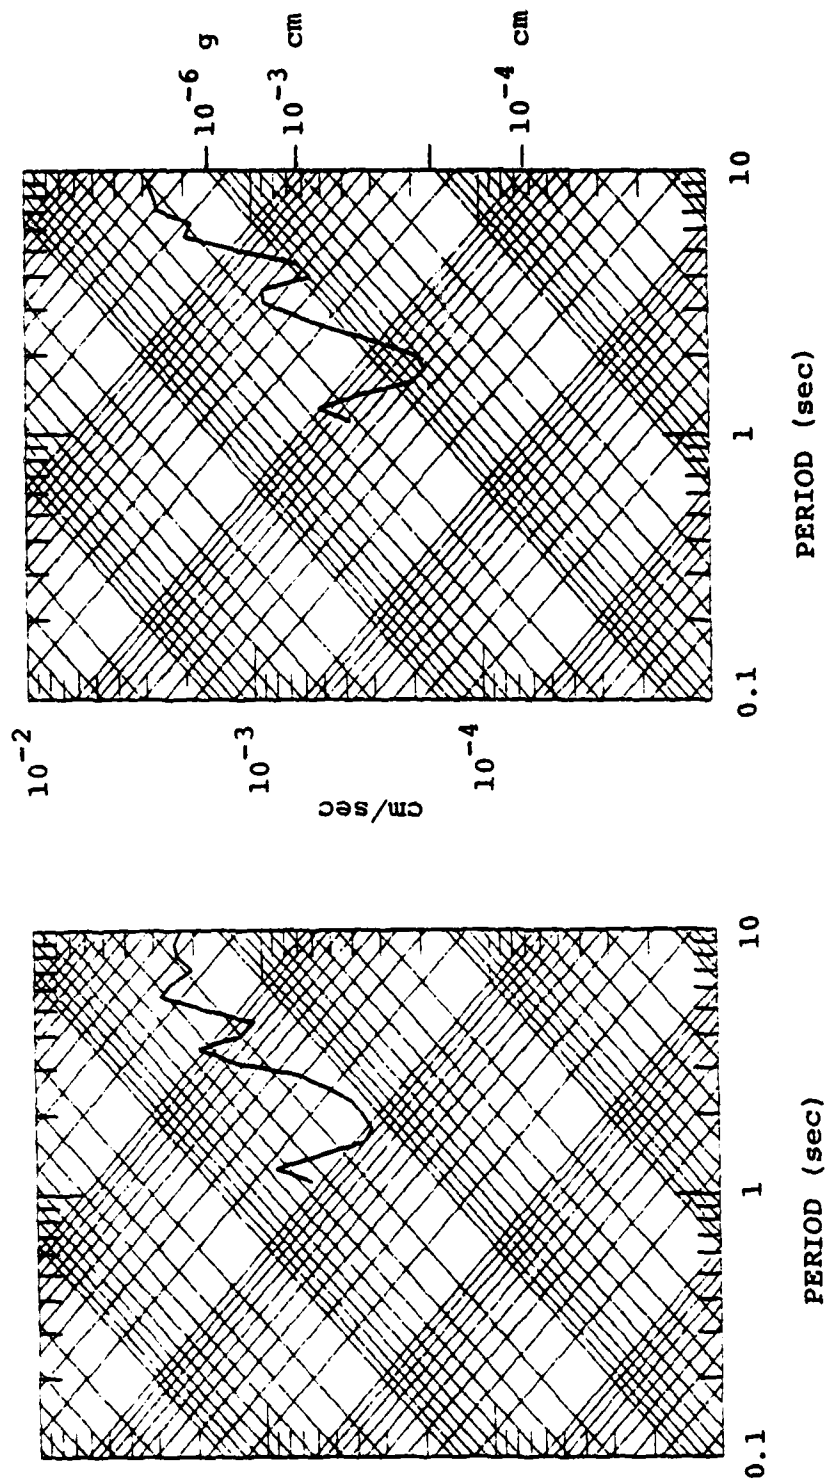 10⁻² 10⁻³ 10⁻⁴
cm/sec
10⁻⁶ g
10⁻³ cm
10⁻⁴ cm
0.1 1 10
PERIOD (sec)
0.1 1 10
PERIOD (sec)